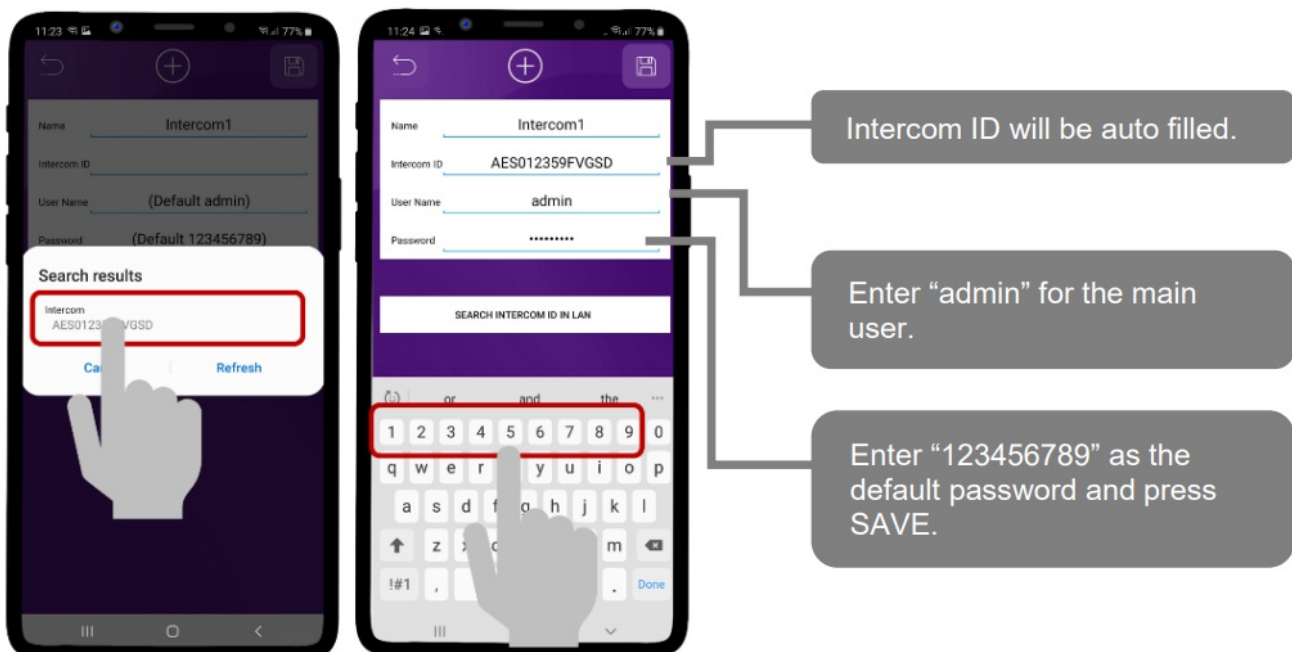 11:23
77%
Name
Intercom1
Intercom ID
User Name
(Default admin)
Password
(Default 123456789)
Search results
Intercom
AES0123 VGSD
Refresh
11:24
77%
Name
Intercom1
Intercom ID
AES012359FVGSD
User Name
admin
Password
•••••••••
SEARCH INTERCOM ID IN LAN
or and the
1 2 3 4 5 6 7 8 9 0
q w e r y u i o p
a s d f g h j k l
z m
!#1 , . Done
Intercom ID will be auto filled.
Enter “admin” for the main
user.
Enter “123456789” as the
default password and press
SAVE.